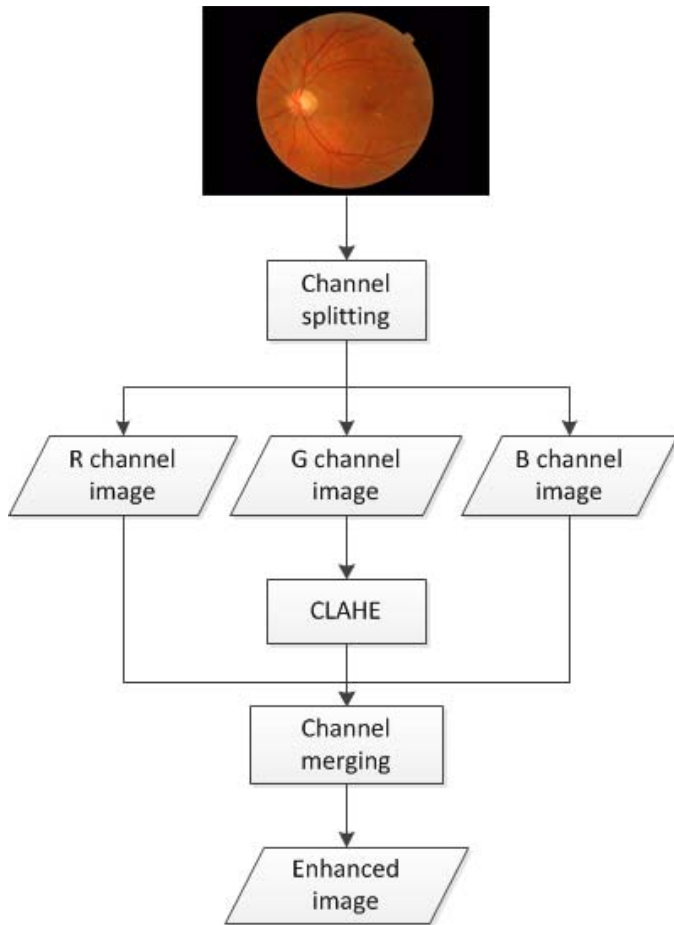 Channel
splitting
R channel
image
G channel
image
B channel
image
CLAHE
Channel
merging
Enhanced
image